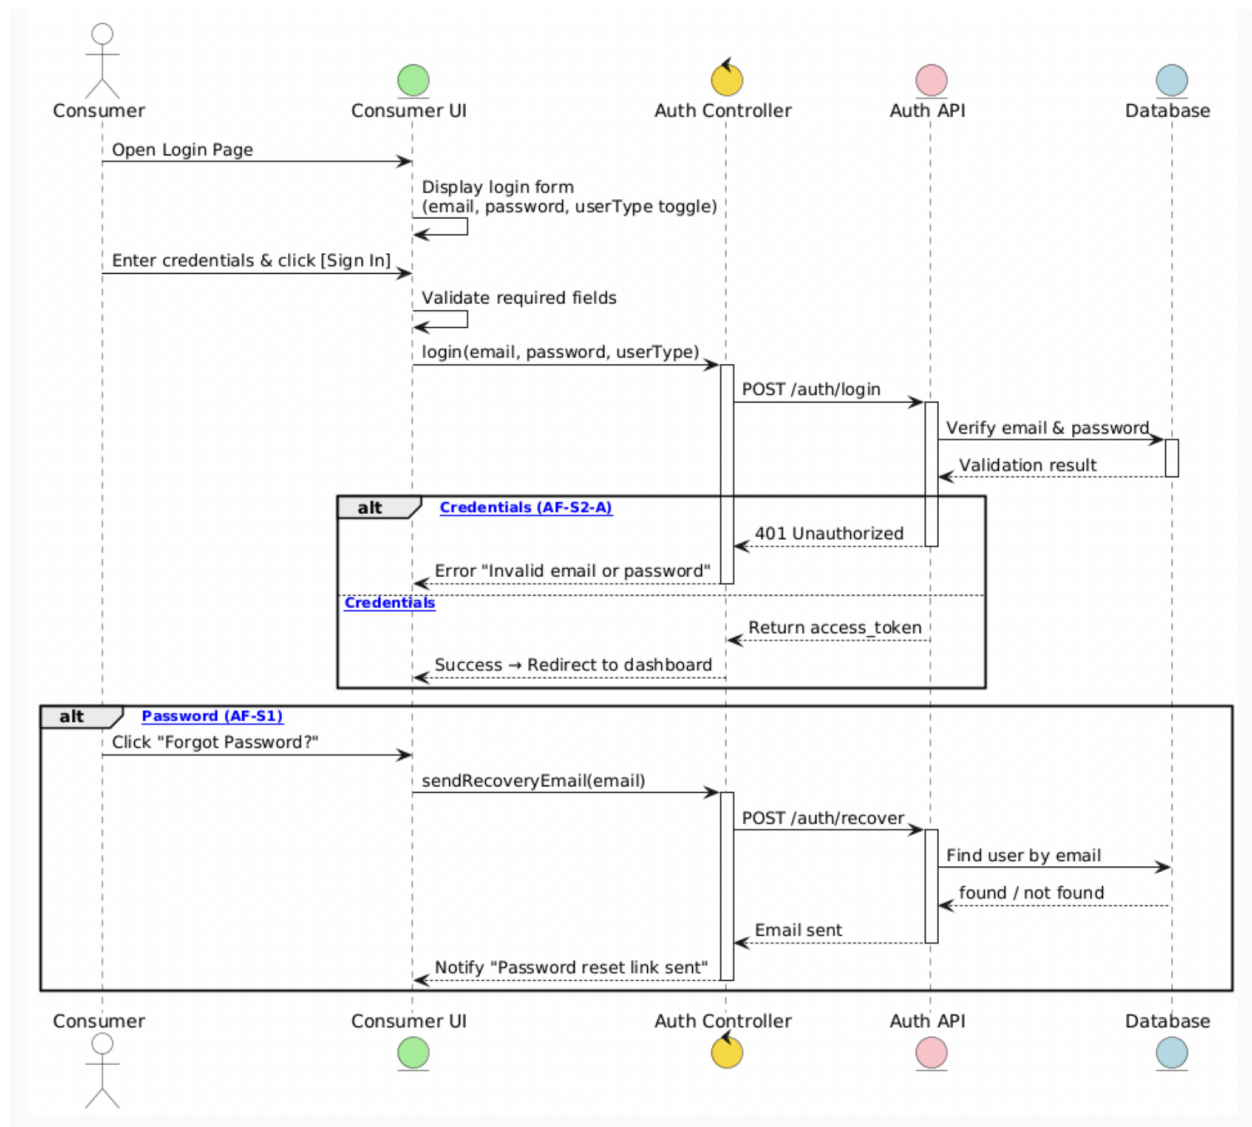 Consumer
Consumer UI
Auth Controller
Auth API
Database
Open Login Page
Display login form
(email, password, userType toggle)
Enter credentials & click [Sign In]
Validate required fields
login(email, password, userType)
POST /auth/login
Verify email & password
Validation result
alt
Credentials (AF-S2-A)
401 Unauthorized
Error "Invalid email or password"
Credentials
Return access_token
Success → Redirect to dashboard
alt
Password (AF-S1)
Click "Forgot Password?"
sendRecoveryEmail(email)
POST /auth/recover
Find user by email
found / not found
Email sent
Notify "Password reset link sent"
Consumer
Consumer UI
Auth Controller
Auth API
Database